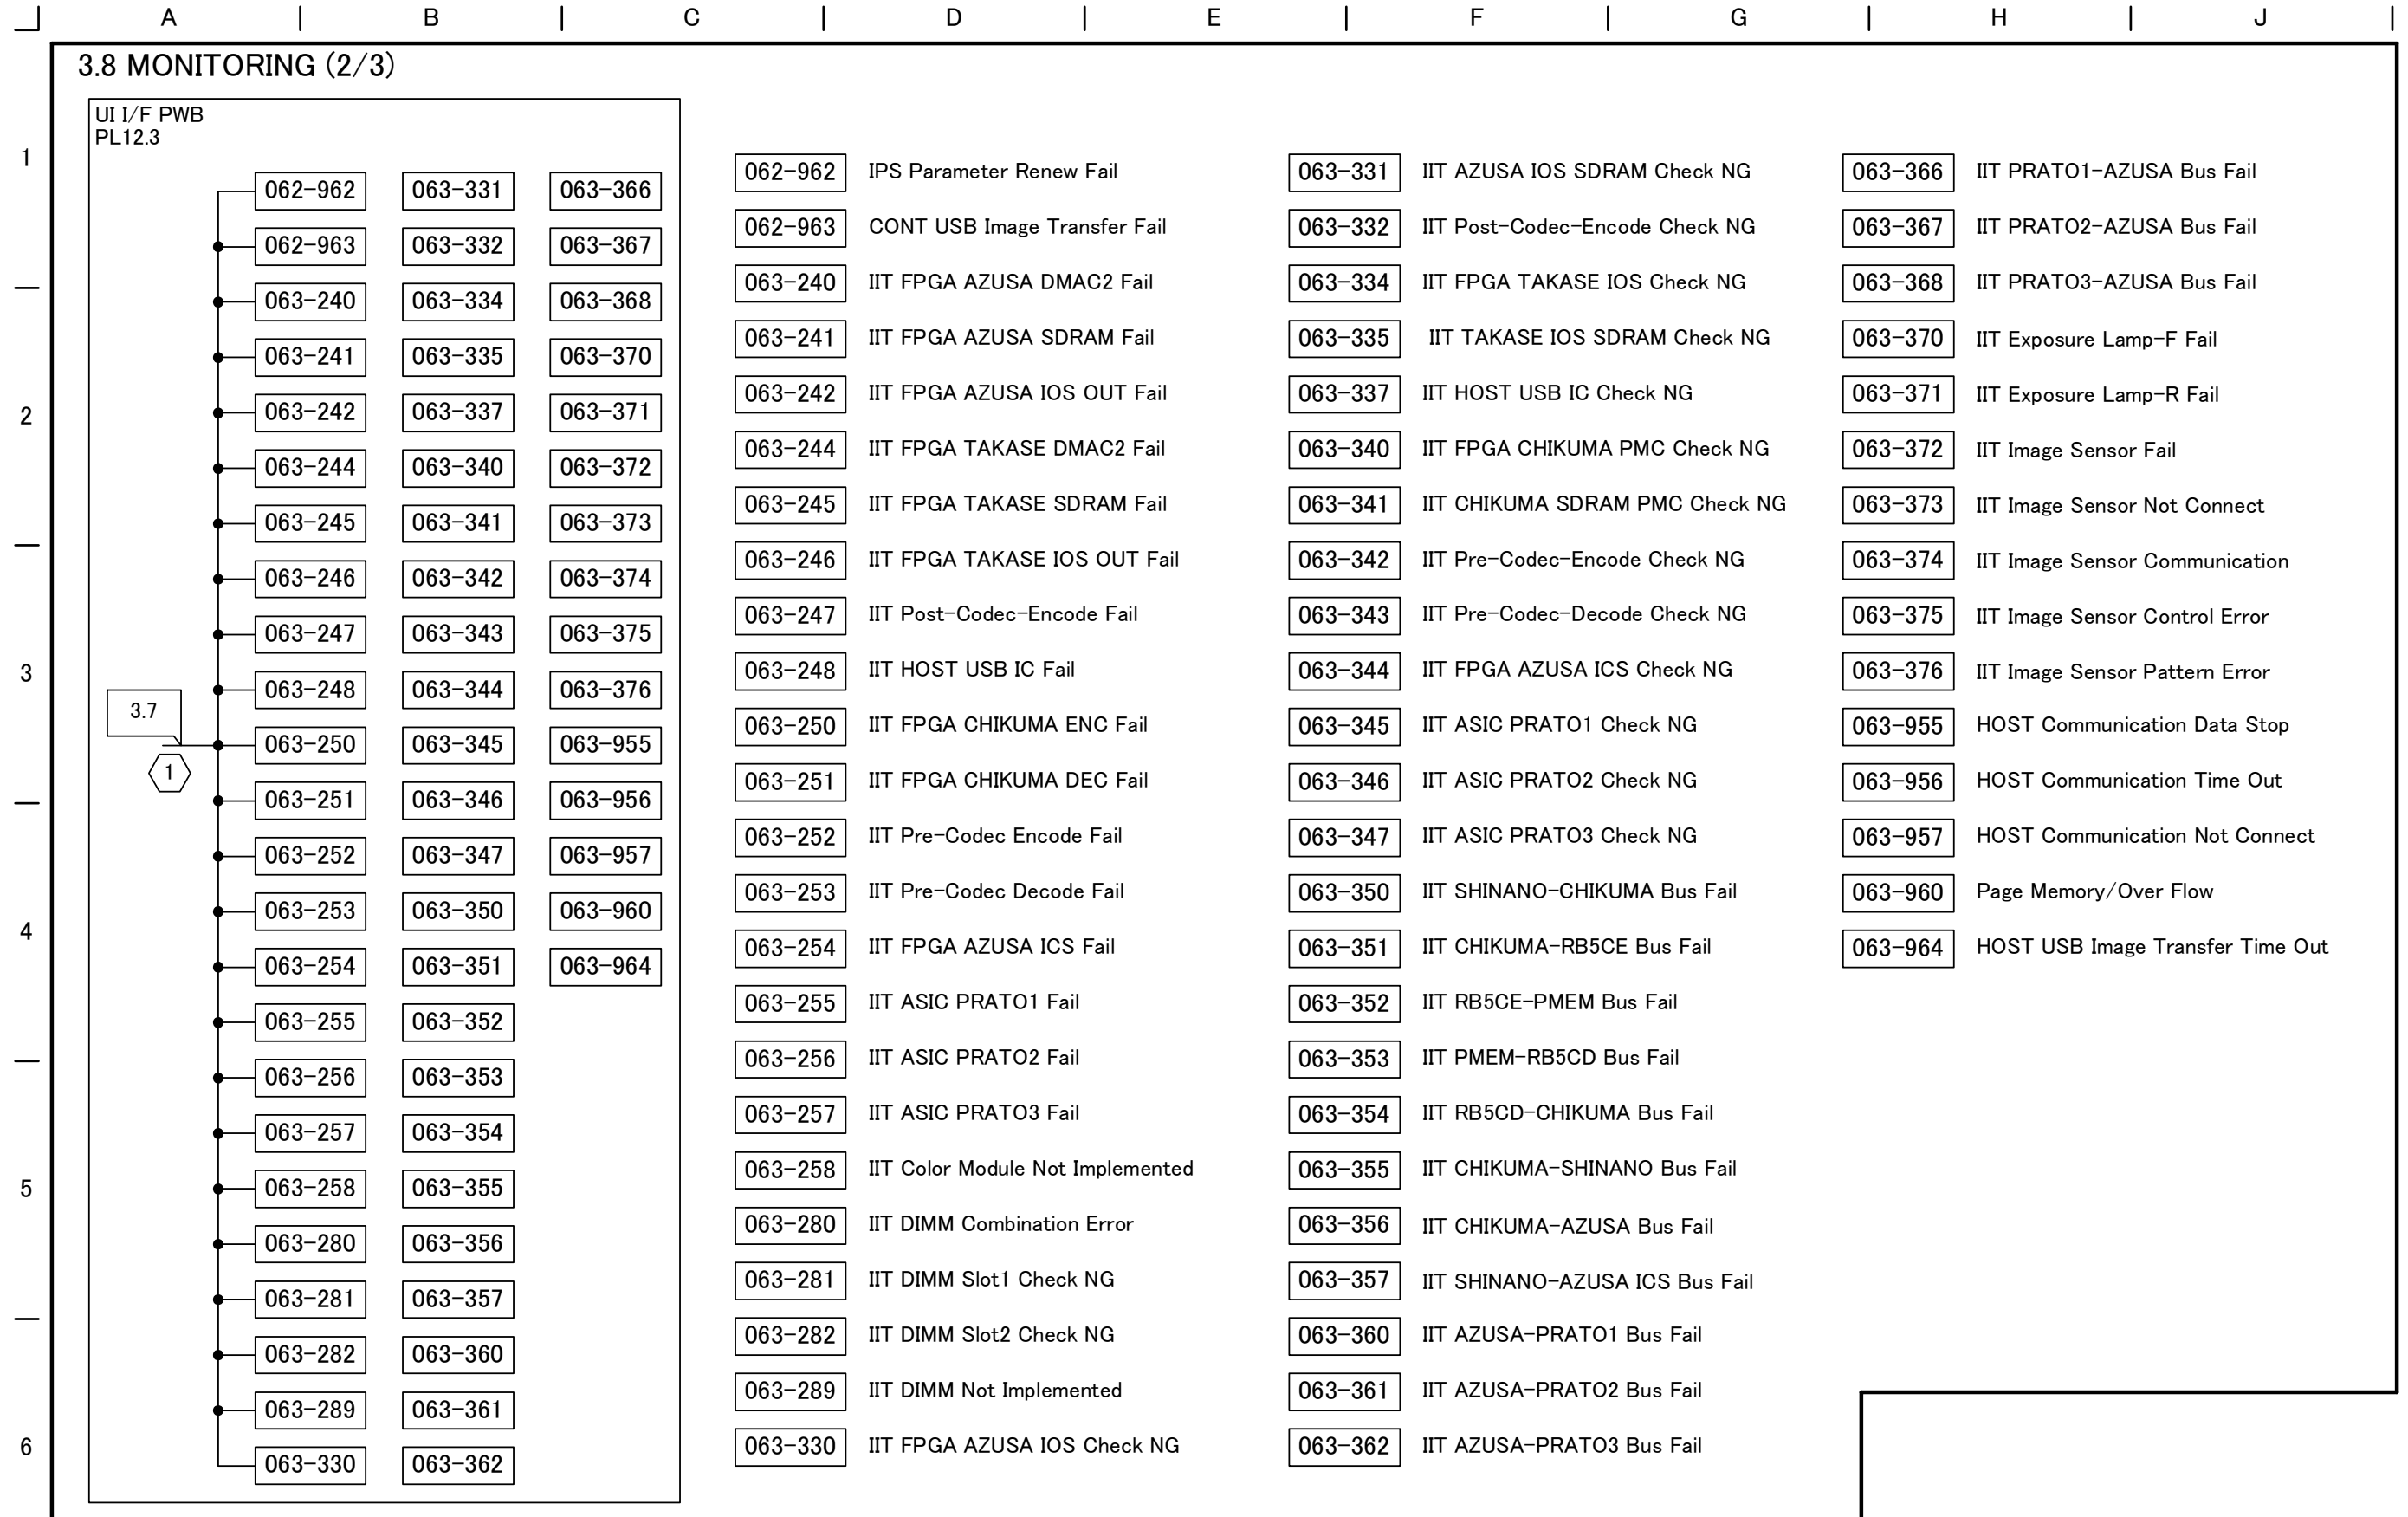 A B C D E F G H J
3.8 MONITORING (2/3)
UI I/F PWB
PL12.3
1
2
3
4
5
6
062-962 063-331 063-366
062-963 063-332 063-367
063-240 063-334 063-368
063-241 063-335 063-370
063-242 063-337 063-371
063-244 063-340 063-372
063-245 063-341 063-373
063-246 063-342 063-374
063-247 063-343 063-375
063-248 063-344 063-376
3.7
063-250 063-345 063-955
1
063-251 063-346 063-956
063-252 063-347 063-957
063-253 063-350 063-960
063-254 063-351 063-964
063-255 063-352
063-256 063-353
063-257 063-354
063-258 063-355
063-280 063-356
063-281 063-357
063-282 063-360
063-289 063-361
063-330 063-362
062-962 IPS Parameter Renew Fail
062-963 CONT USB Image Transfer Fail
063-240 IIT FPGA AZUSA DMAC2 Fail
063-241 IIT FPGA AZUSA SDRAM Fail
063-242 IIT FPGA AZUSA IOS OUT Fail
063-244 IIT FPGA TAKASE DMAC2 Fail
063-245 IIT FPGA TAKASE SDRAM Fail
063-246 IIT FPGA TAKASE IOS OUT Fail
063-247 IIT Post-Codec-Encode Fail
063-248 IIT HOST USB IC Fail
063-250 IIT FPGA CHIKUMA ENC Fail
063-251 IIT FPGA CHIKUMA DEC Fail
063-252 IIT Pre-Codec Encode Fail
063-253 IIT Pre-Codec Decode Fail
063-254 IIT FPGA AZUSA ICS Fail
063-255 IIT ASIC PRATO1 Fail
063-256 IIT ASIC PRATO2 Fail
063-257 IIT ASIC PRATO3 Fail
063-258 IIT Color Module Not Implemented
063-280 IIT DIMM Combination Error
063-281 IIT DIMM Slot1 Check NG
063-282 IIT DIMM Slot2 Check NG
063-289 IIT DIMM Not Implemented
063-330 IIT FPGA AZUSA IOS Check NG
063-331 IIT AZUSA IOS SDRAM Check NG
063-332 IIT Post-Codec-Encode Check NG
063-334 IIT FPGA TAKASE IOS Check NG
063-335 IIT TAKASE IOS SDRAM Check NG
063-337 IIT HOST USB IC Check NG
063-340 IIT FPGA CHIKUMA PMC Check NG
063-341 IIT CHIKUMA SDRAM PMC Check NG
063-342 IIT Pre-Codec-Encode Check NG
063-343 IIT Pre-Codec-Decode Check NG
063-344 IIT FPGA AZUSA ICS Check NG
063-345 IIT ASIC PRATO1 Check NG
063-346 IIT ASIC PRATO2 Check NG
063-347 IIT ASIC PRATO3 Check NG
063-350 IIT SHINANO-CHIKUMA Bus Fail
063-351 IIT CHIKUMA-RB5CE Bus Fail
063-352 IIT RB5CE-PMEM Bus Fail
063-353 IIT PMEM-RB5CD Bus Fail
063-354 IIT RB5CD-CHIKUMA Bus Fail
063-355 IIT CHIKUMA-SHINANO Bus Fail
063-356 IIT CHIKUMA-AZUSA Bus Fail
063-357 IIT SHINANO-AZUSA ICS Bus Fail
063-360 IIT AZUSA-PRATO1 Bus Fail
063-361 IIT AZUSA-PRATO2 Bus Fail
063-362 IIT AZUSA-PRATO3 Bus Fail
063-366 IIT PRATO1-AZUSA Bus Fail
063-367 IIT PRATO2-AZUSA Bus Fail
063-368 IIT PRATO3-AZUSA Bus Fail
063-370 IIT Exposure Lamp-F Fail
063-371 IIT Exposure Lamp-R Fail
063-372 IIT Image Sensor Fail
063-373 IIT Image Sensor Not Connect
063-374 IIT Image Sensor Communication
063-375 IIT Image Sensor Control Error
063-376 IIT Image Sensor Pattern Error
063-955 HOST Communication Data Stop
063-956 HOST Communication Time Out
063-957 HOST Communication Not Connect
063-960 Page Memory/Over Flow
063-964 HOST USB Image Transfer Time Out